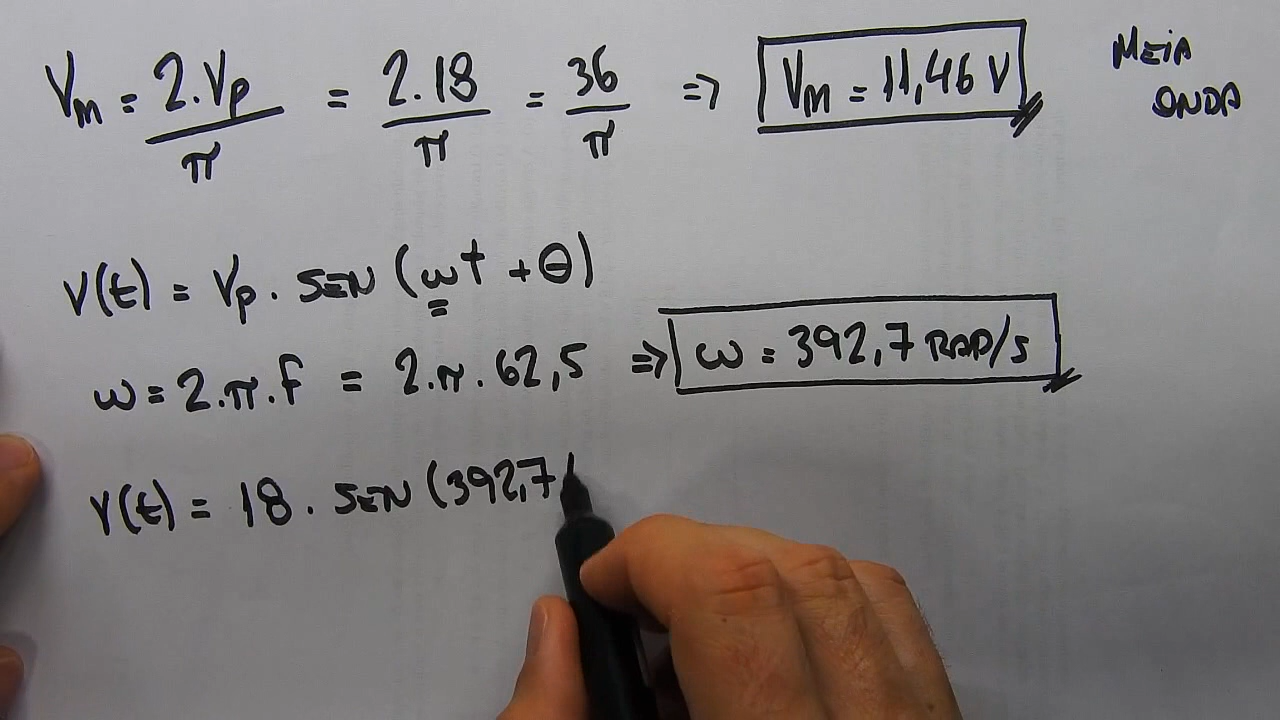 Vm = 2.Vp/π = 2.18/π = 36/π => VM = 11,46 V
MEIA
ONDA
V(t) = Vp . SEN (ωt + θ)
ω = 2.π.f = 2.π.62,5 => ω = 392,7 RAD/s
V(t) = 18 . SEN (392,7